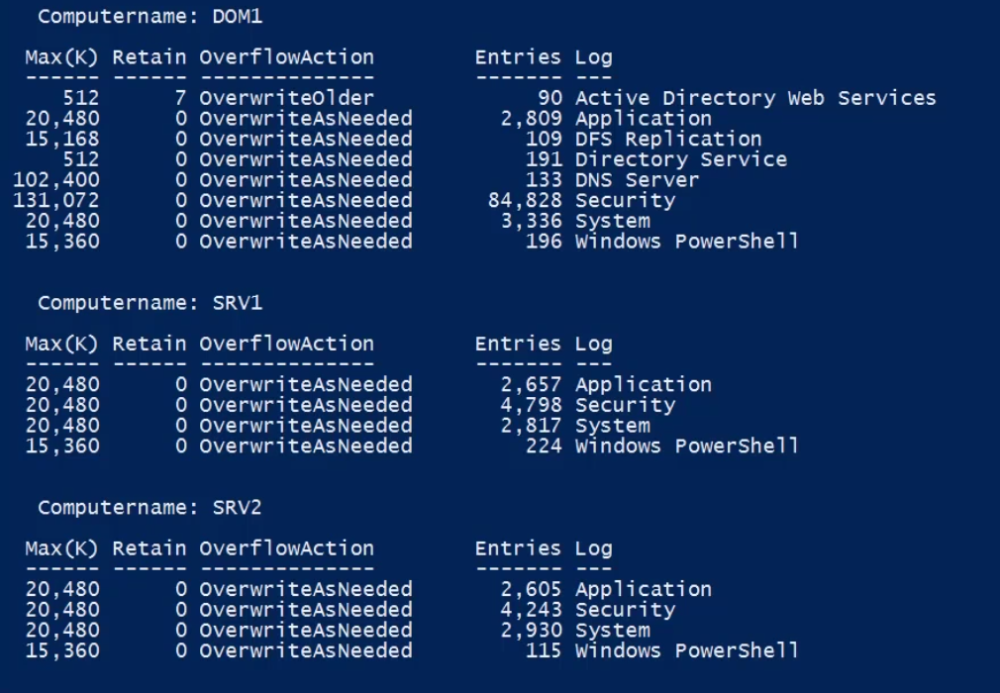 Computername: DOM1
Max(K) Retain OverflowAction Entries Log
------ ------ -------------- ------- ---
512 7 OverwriteOlder 90 Active Directory Web Services
20,480 0 OverwriteAsNeeded 2,809 Application
15,168 0 OverwriteAsNeeded 109 DFS Replication
512 0 OverwriteAsNeeded 191 Directory Service
102,400 0 OverwriteAsNeeded 133 DNS Server
131,072 0 OverwriteAsNeeded 84,828 Security
20,480 0 OverwriteAsNeeded 3,336 System
15,360 0 OverwriteAsNeeded 196 Windows PowerShell
Computername: SRV1
Max(K) Retain OverflowAction Entries Log
------ ------ -------------- ------- ---
20,480 0 OverwriteAsNeeded 2,657 Application
20,480 0 OverwriteAsNeeded 4,798 Security
20,480 0 OverwriteAsNeeded 2,817 System
15,360 0 OverwriteAsNeeded 224 Windows PowerShell
Computername: SRV2
Max(K) Retain OverflowAction Entries Log
------ ------ -------------- ------- ---
20,480 0 OverwriteAsNeeded 2,605 Application
20,480 0 OverwriteAsNeeded 4,243 Security
20,480 0 OverwriteAsNeeded 2,930 System
15,360 0 OverwriteAsNeeded 115 Windows PowerShell